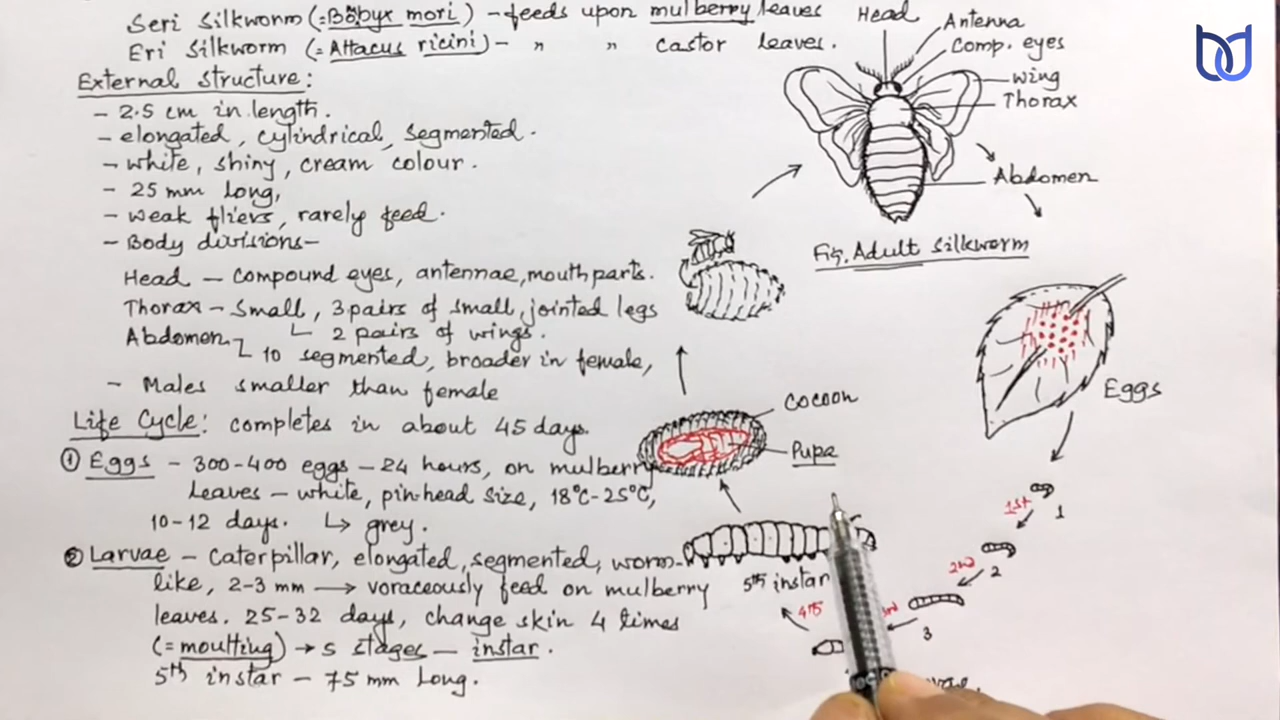 Seri Silkworm (=Bobyx mori) - feeds upon mulberry leaves
Eri Silkworm (= Attacus ricini) - " " castor leaves.
External structure:
- 2.5 cm in length.
- elongated, cylindrical, segmented.
- white, shiny, cream colour.
- 25 mm long,
- weak fliers, rarely feed.
- Body divisions -
Head - compound eyes, antennae, mouth parts.
Thorax - small, 3 pairs of small, jointed legs
└ 2 pairs of wings.
Abdomen
└ 10 segmented, broader in female,
- Males smaller than female
Life Cycle: completes in about 45 days.
① Eggs - 300-400 eggs - 24 hours, on mulberry
leaves - white, pin-head size, 18°C-25°C,
10-12 days. ↳ grey.
② Larvae - caterpillar, elongated, segmented, worm-
like, 2-3 mm → voraceously feed on mulberry
leaves. 25-32 days, change skin 4 times
(= moulting) → 5 stages - instar.
5th instar - 75 mm long.
Head
Antenna
Comp. eyes
wing
Thorax
Abdomen
Fig. Adult silkworm
Eggs
Cocoon
Pupa
1st
1
2nd
2
3
4th
5th instar